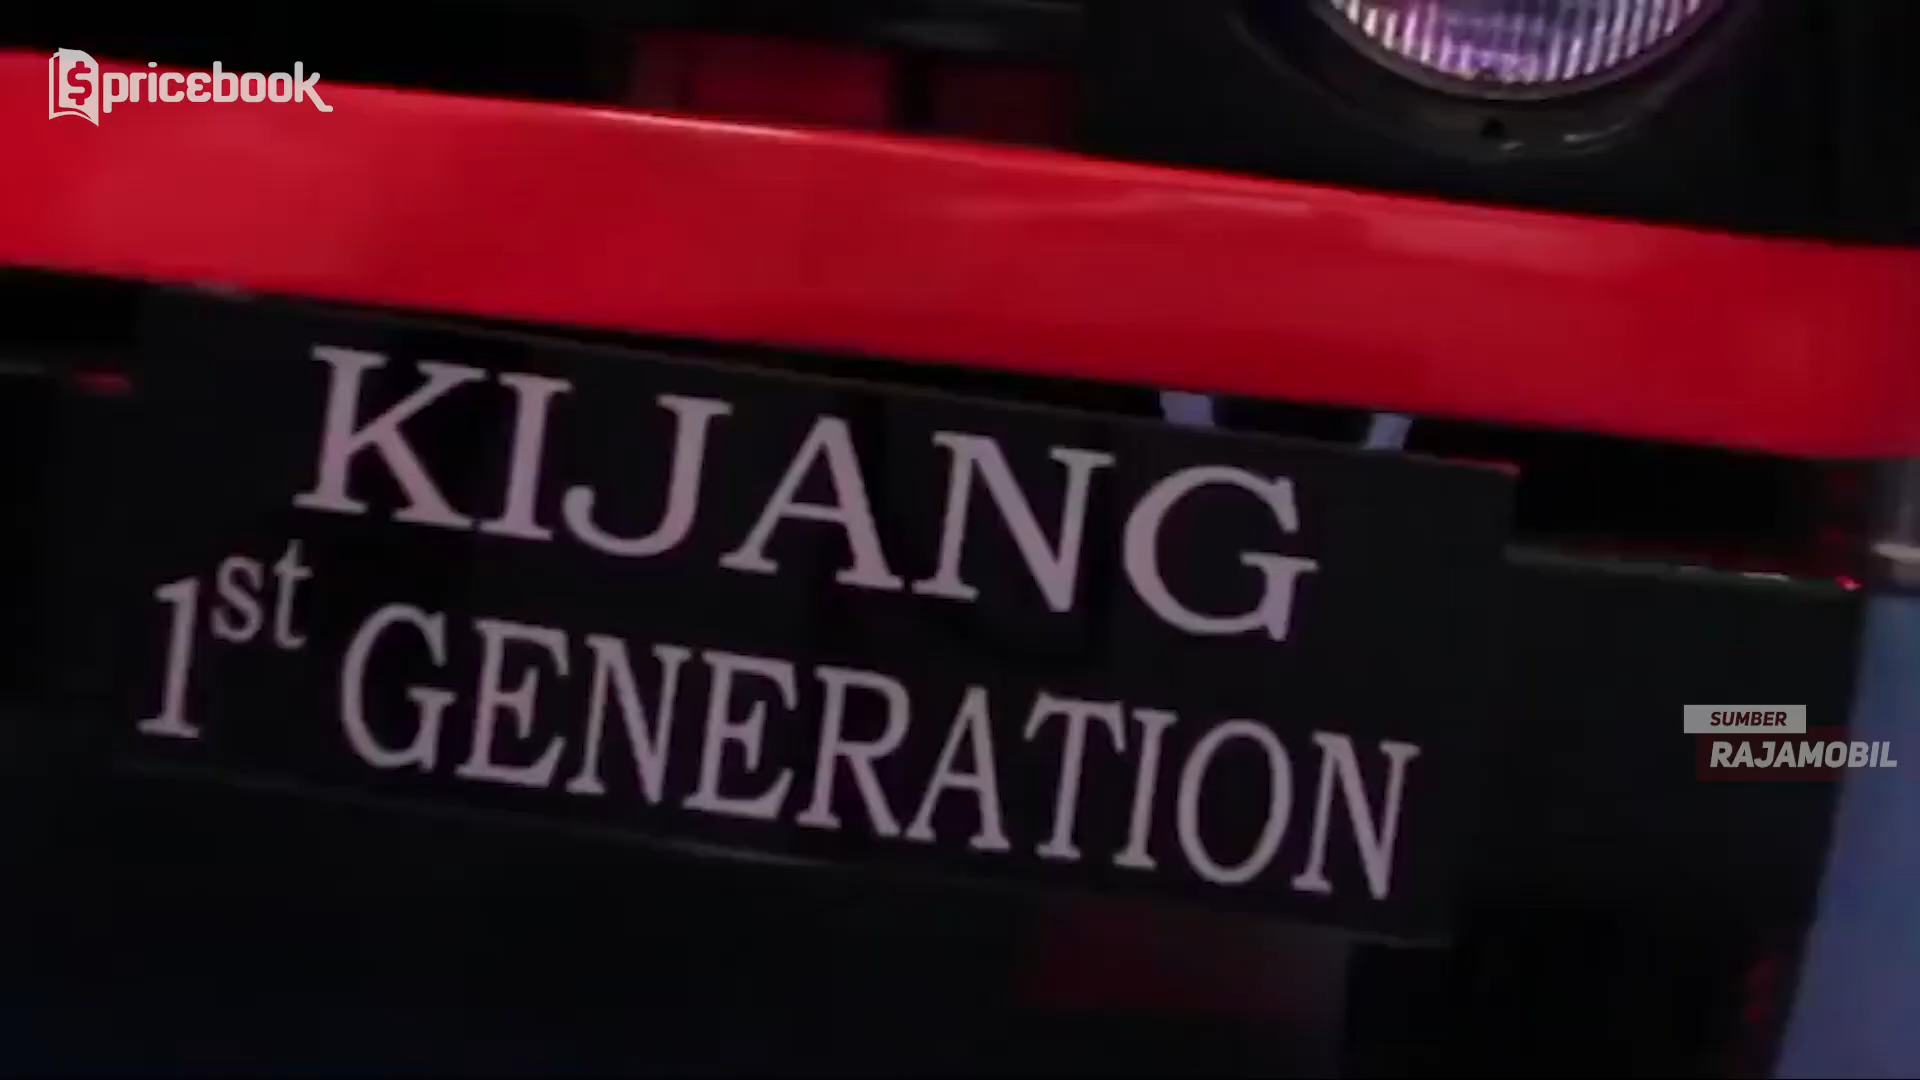 pricebook
KIJANG
1st GENERATION
SUMBER
RAJAMOBIL